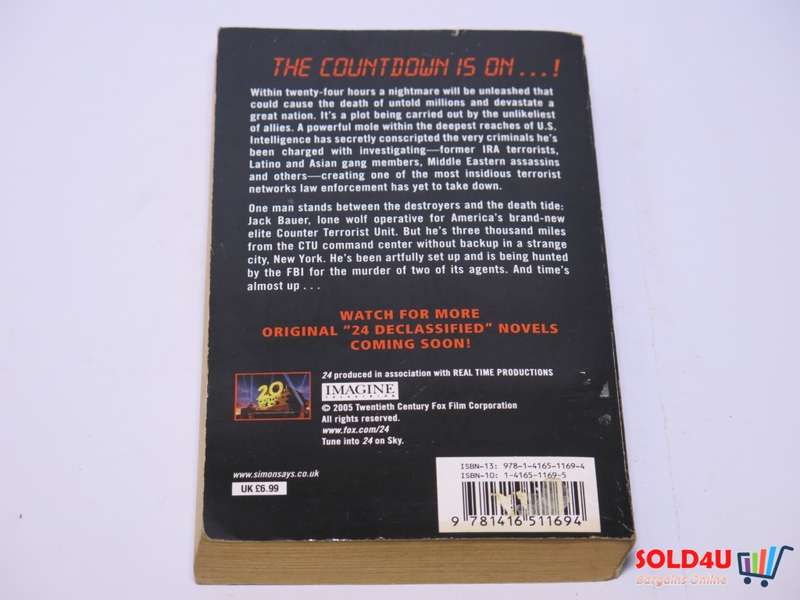 THE COUNTDOWN IS ON...!
Within twenty-four hours a nightmare will be unleashed that
could cause the death of untold millions and devastate a
great nation. It's a plot being carried out by the unlikeliest
of allies. A powerful mole within the deepest reaches of U.S.
Intelligence has secretly conscripted the very criminals he's
been charged with investigating—former IRA terrorists,
Latino and Asian gang members, Middle Eastern assassins
and others—creating one of the most insidious terrorist
networks law enforcement has yet to take down.
One man stands between the destroyers and the death tide:
Jack Bauer, lone wolf operative for America's brand-new
elite Counter Terrorist Unit. But he's three thousand miles
from the CTU command center without backup in a strange
city, New York. He's been artfully set up and is being hunted
by the FBI for the murder of two of its agents. And time's
almost up . . .
WATCH FOR MORE
ORIGINAL "24 DECLASSIFIED" NOVELS
COMING SOON!
24 produced in association with REAL TIME PRODUCTIONS
20
IMAGINE
TELEVISION
© 2005 Twentieth Century Fox Film Corporation
All rights reserved.
www.fox.com/24
Tune into 24 on Sky.
www.simonsays.co.uk
UK £6.99
ISBN-13: 978-1-4165-1169-4
ISBN-10: 1-4165-1169-5
9 781416 511694
SOLD4U
Bargains Online